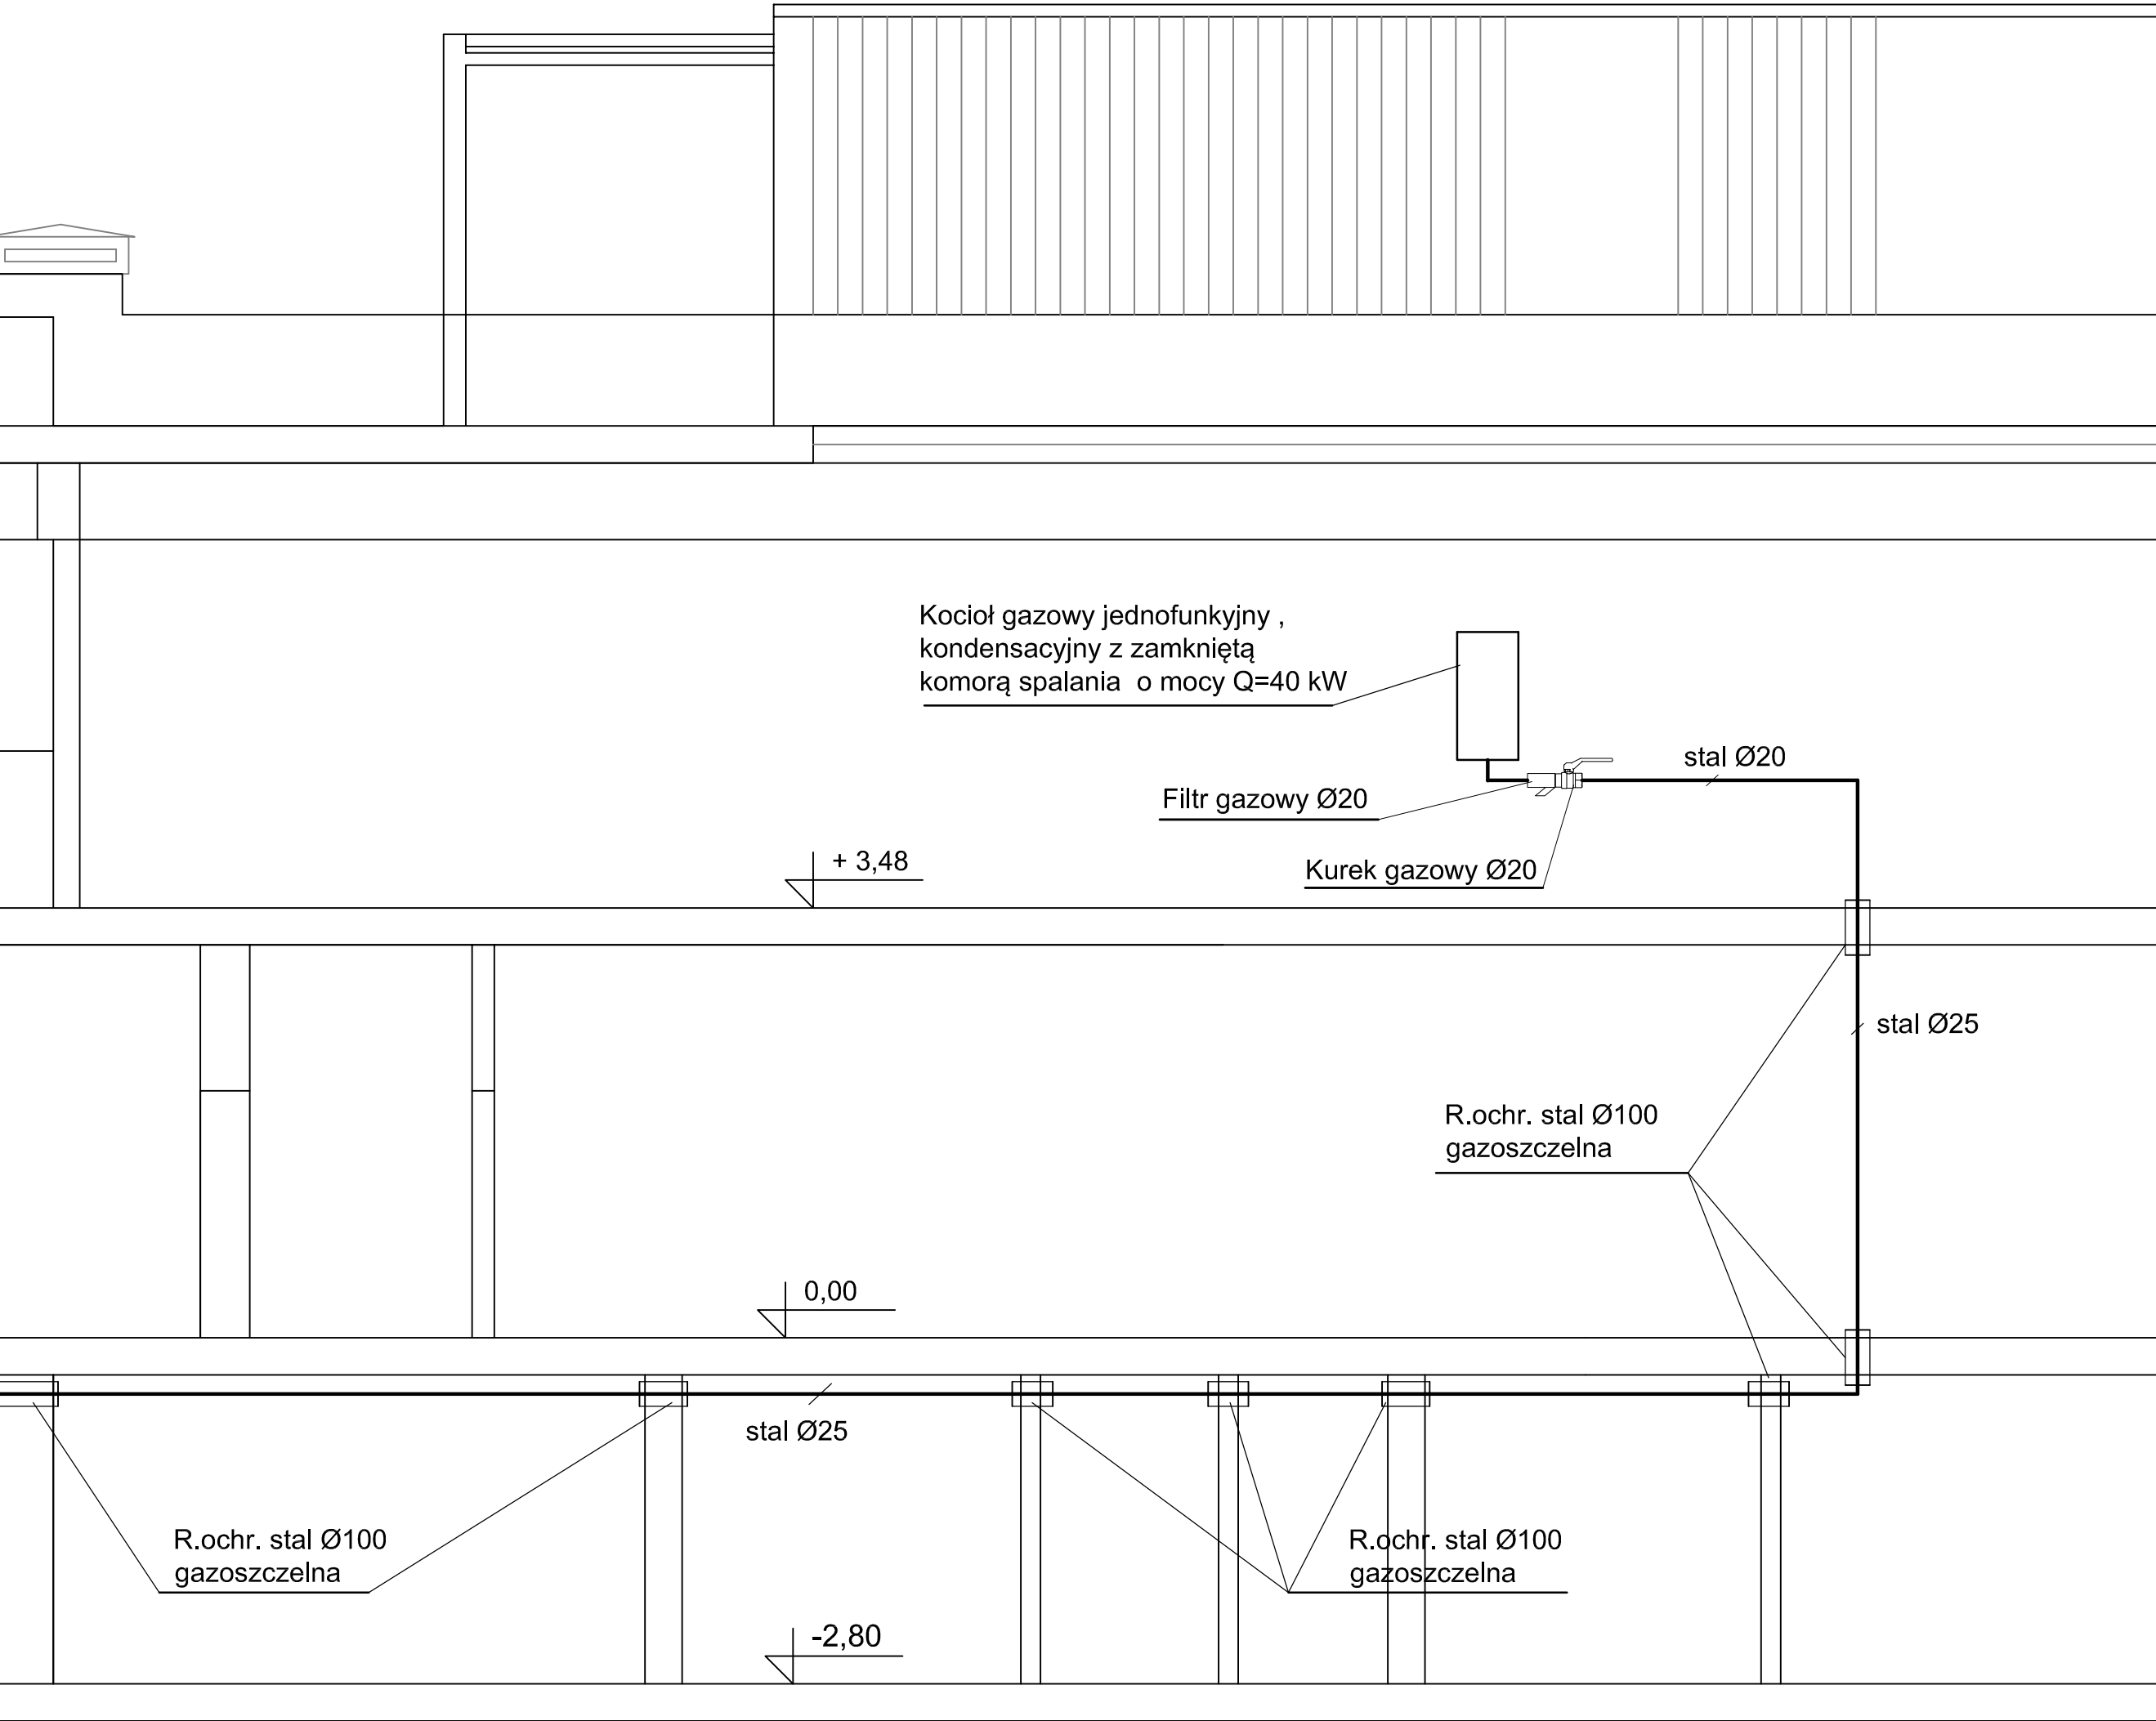 Kocioł gazowy jednofunkyjny ,
kondensacyjny z zamkniętą
komorą spalania  o mocy Q=40 kW
stal Ø20
Filtr gazowy Ø20
+ 3,48
Kurek gazowy Ø20
stal Ø25
R.ochr. stal Ø100
gazoszczelna
0,00
stal Ø25
R.ochr. stal Ø100
gazoszczelna
R.ochr. stal Ø100
gazoszczelna
-2,80